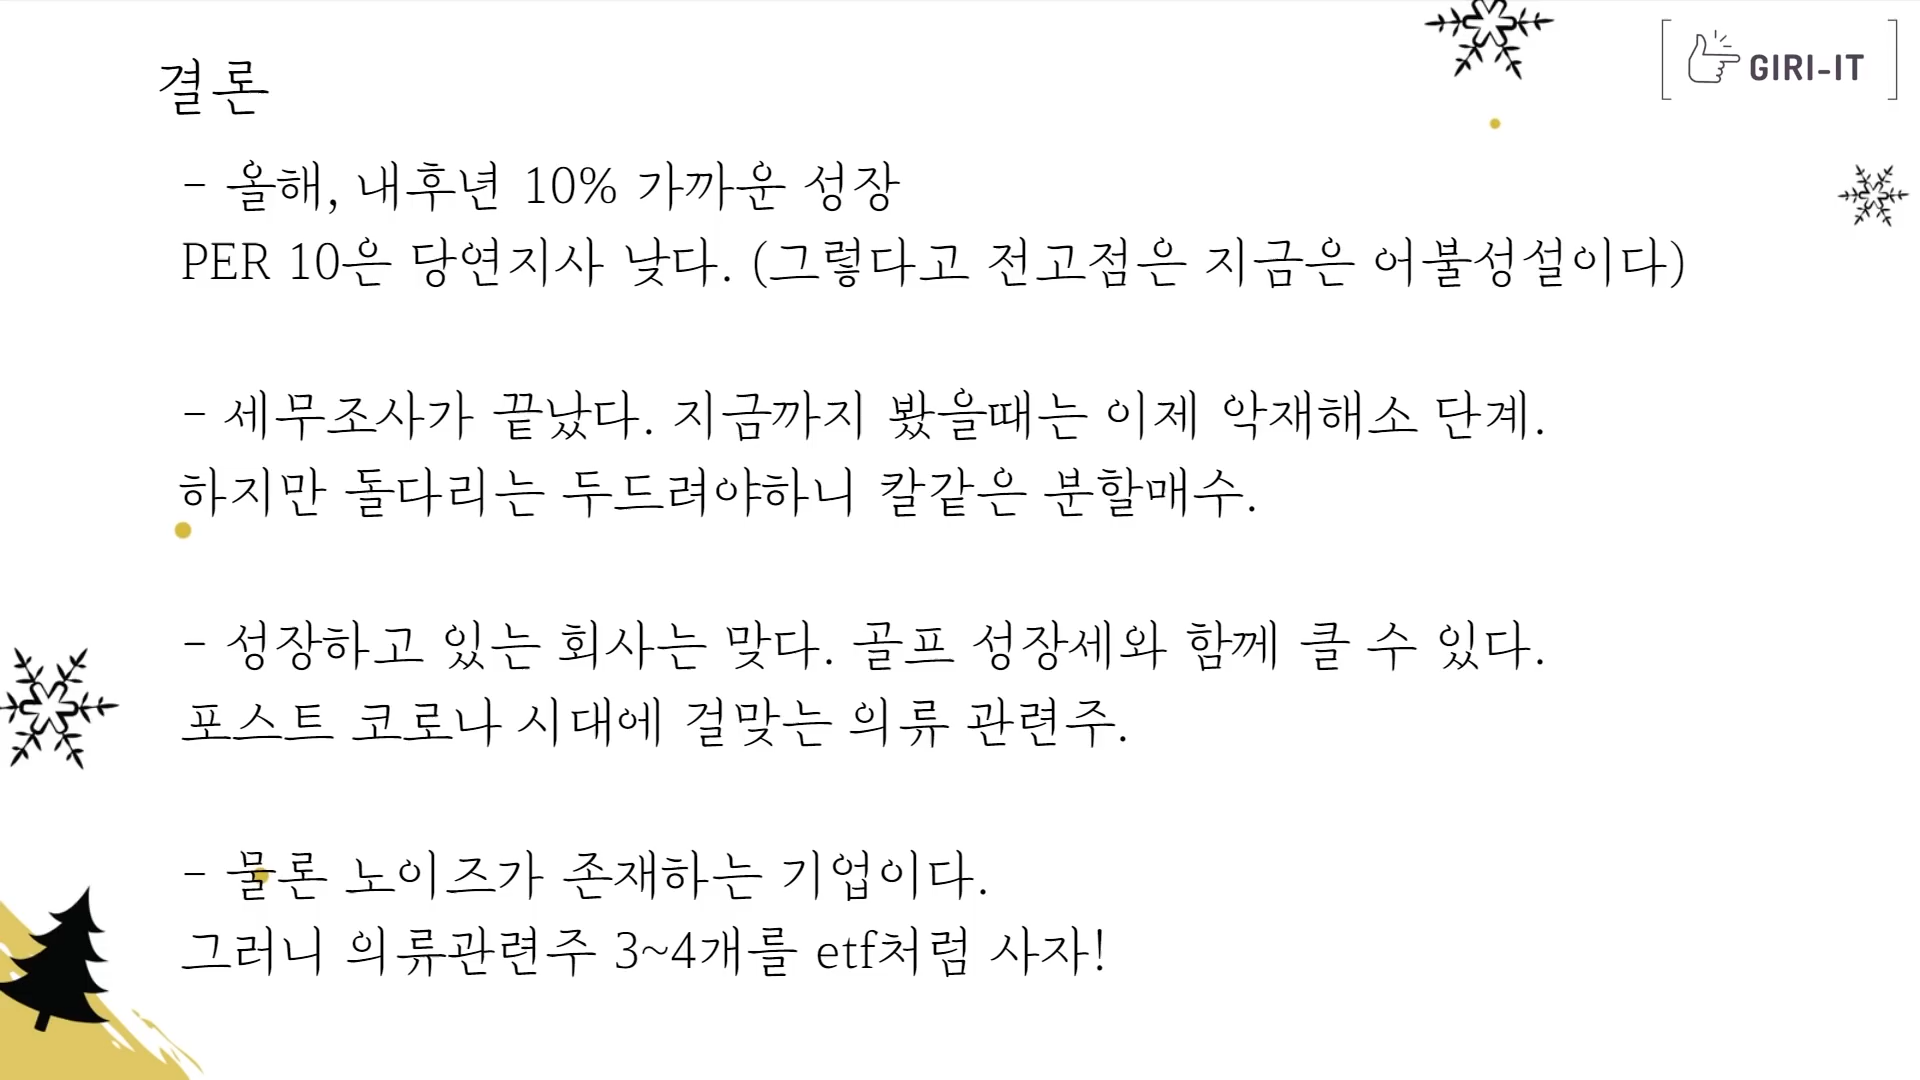 결론
GIRI-IT
- 올해, 내후년 10% 가까운 성장
PER 10은 당연지사 낮다. (그렇다고 전고점은 지금은 어불성설이다)
- 세무조사가 끝났다. 지금까지 봤을때는 이제 악재해소 단계.
하지만 돌다리는 두드려야하니 칼같은 분할매수.
- 성장하고 있는 회사는 맞다. 골프 성장세와 함께 클 수 있다.
포스트 코로나 시대에 걸맞는 의류 관련주.
- 물론 노이즈가 존재하는 기업이다.
그러니 의류관련주 3~4개를 etf처럼 사자!